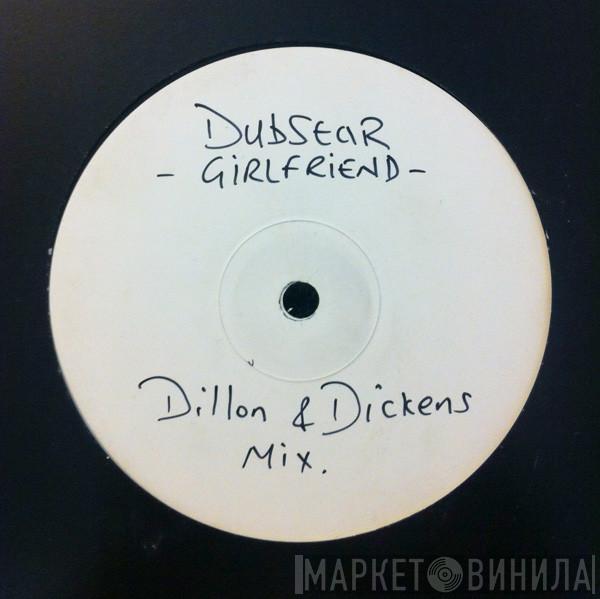 DUBSTAR
- GIRLFRIEND -
Dillon & Dickens
Mix.
МАРКЕТ ВИНИЛА